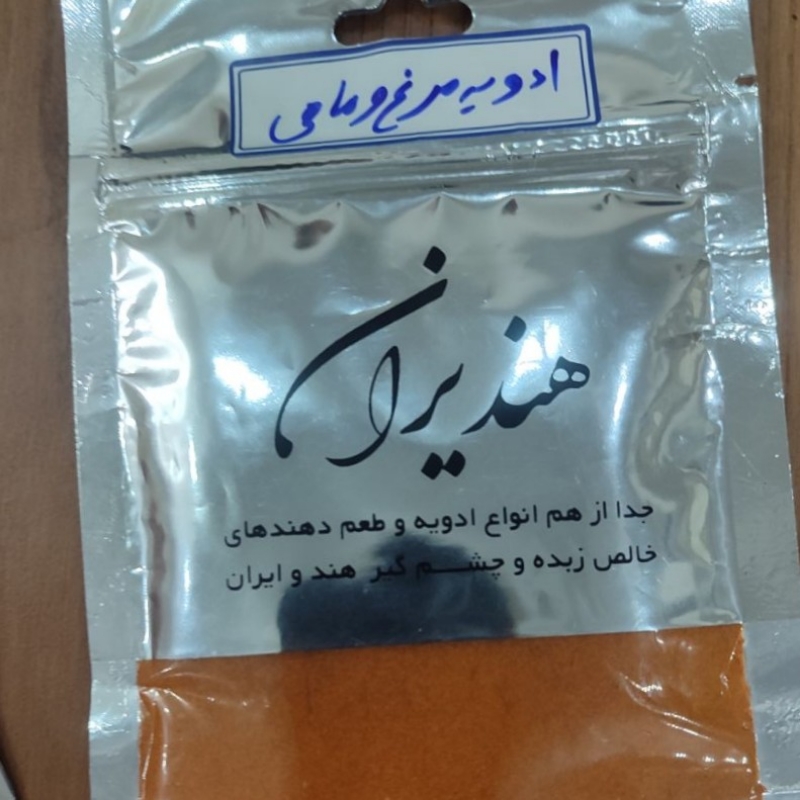 ادویه مرغ و ماهی
هندیران
جدا از هم انواع ادویه و طعم دهندهای
خالص زبده و چشم گیر هند و ایران